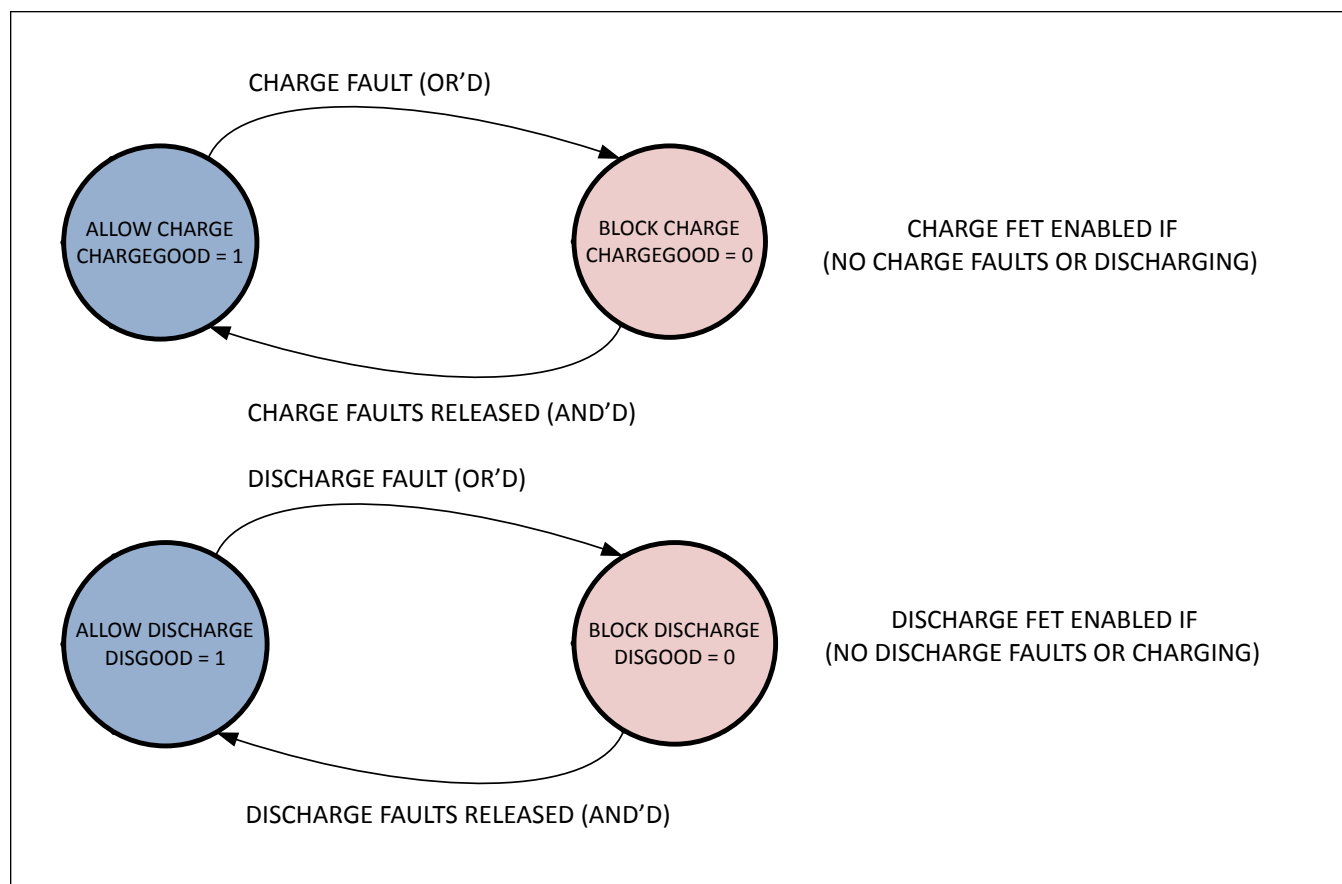 CHARGE FAULT (OR’D)
ALLOW CHARGE
CHARGEGOOD = 1
BLOCK CHARGE
CHARGEGOOD = 0
CHARGE FET ENABLED IF
(NO CHARGE FAULTS OR DISCHARGING)
CHARGE FAULTS RELEASED (AND’D)
DISCHARGE FAULT (OR’D)
ALLOW DISCHARGE
DISGOOD = 1
BLOCK DISCHARGE
DISGOOD = 0
DISCHARGE FET ENABLED IF
(NO DISCHARGE FAULTS OR CHARGING)
DISCHARGE FAULTS RELEASED (AND’D)